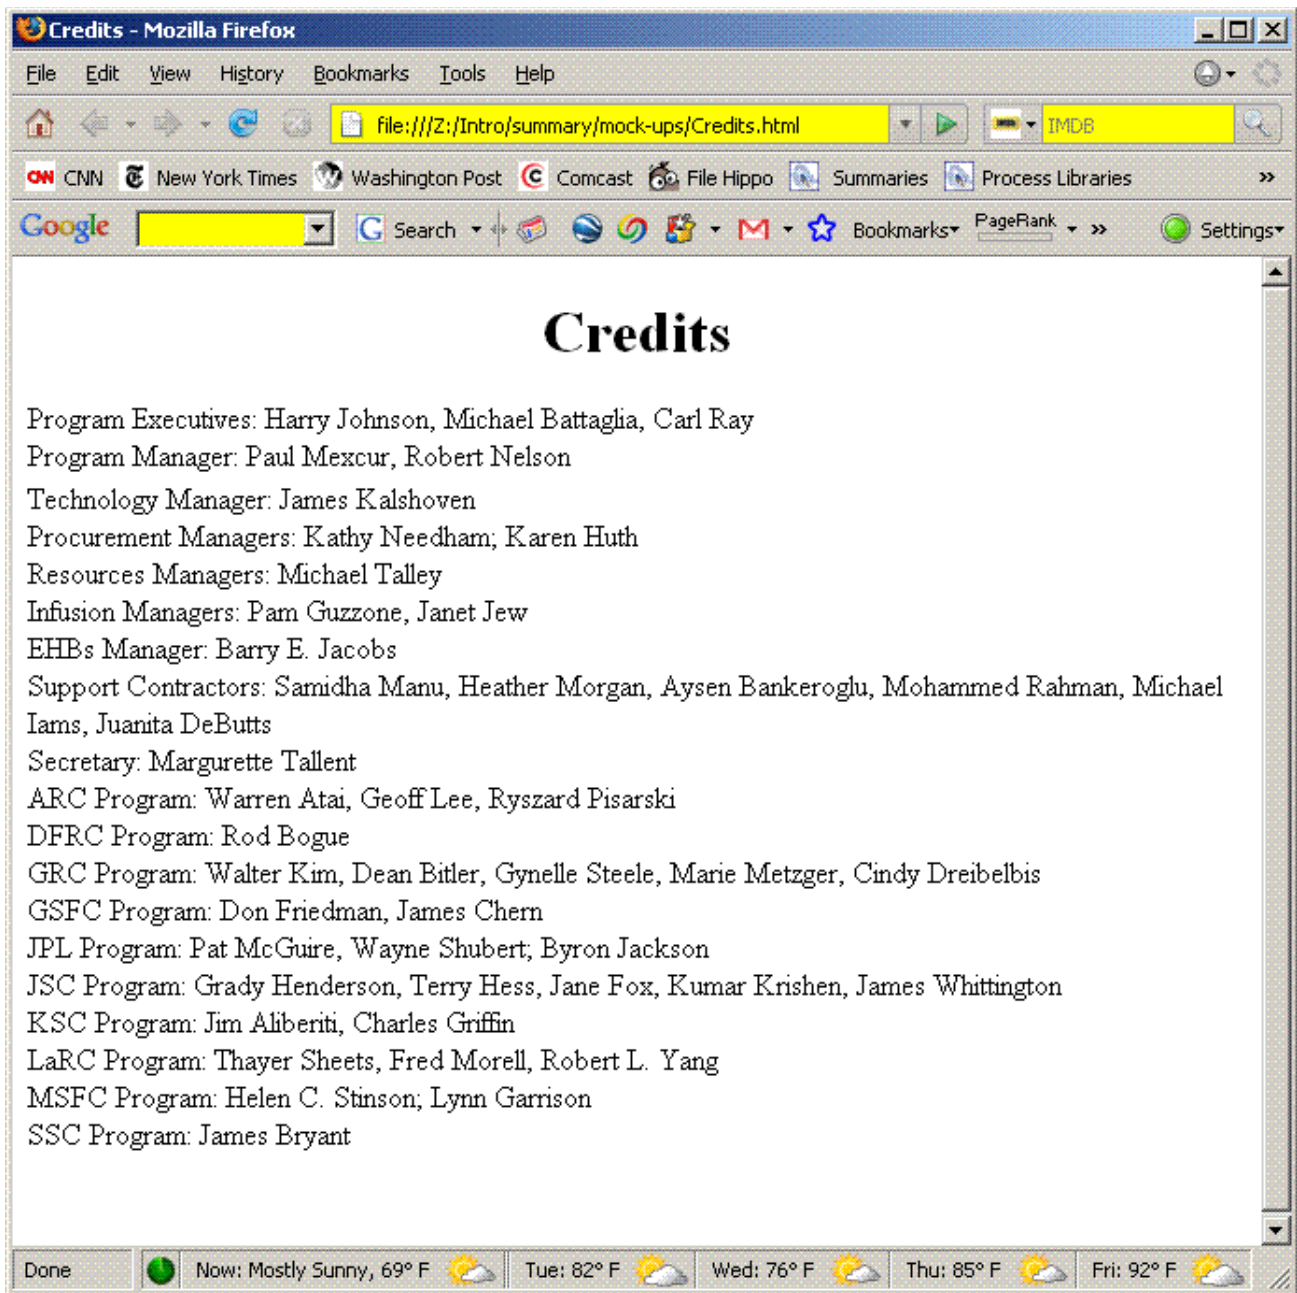 Credits - Mozilla Firefox
File Edit View History Bookmarks Tools Help
file:///Z:/Intro/summary/mock-ups/Credits.html IMDB
CNN CNN New York Times Washington Post Comcast File Hippo Summaries Process Libraries »
Google G Search M Bookmarks PageRank » Settings
Credits
Program Executives: Harry Johnson, Michael Battaglia, Carl Ray
Program Manager: Paul Mexcur, Robert Nelson
Technology Manager: James Kalshoven
Procurement Managers: Kathy Needham; Karen Huth
Resources Managers: Michael Talley
Infusion Managers: Pam Guzzone, Janet Jew
EHBs Manager: Barry E. Jacobs
Support Contractors: Samidha Manu, Heather Morgan, Aysen Bankeroglu, Mohammed Rahman, Michael
Iams, Juanita DeButts
Secretary: Margurette Tallent
ARC Program: Warren Atai, Geoff Lee, Ryszard Pisarski
DFRC Program: Rod Bogue
GRC Program: Walter Kim, Dean Bitler, Gynelle Steele, Marie Metzger, Cindy Dreibelbis
GSFC Program: Don Friedman, James Chern
JPL Program: Pat McGuire, Wayne Shubert; Byron Jackson
JSC Program: Grady Henderson, Terry Hess, Jane Fox, Kumar Krishen, James Whittington
KSC Program: Jim Aliberiti, Charles Griffin
LaRC Program: Thayer Sheets, Fred Morell, Robert L. Yang
MSFC Program: Helen C. Stinson; Lynn Garrison
SSC Program: James Bryant
Done Now: Mostly Sunny, 69° F Tue: 82° F Wed: 76° F Thu: 85° F Fri: 92° F